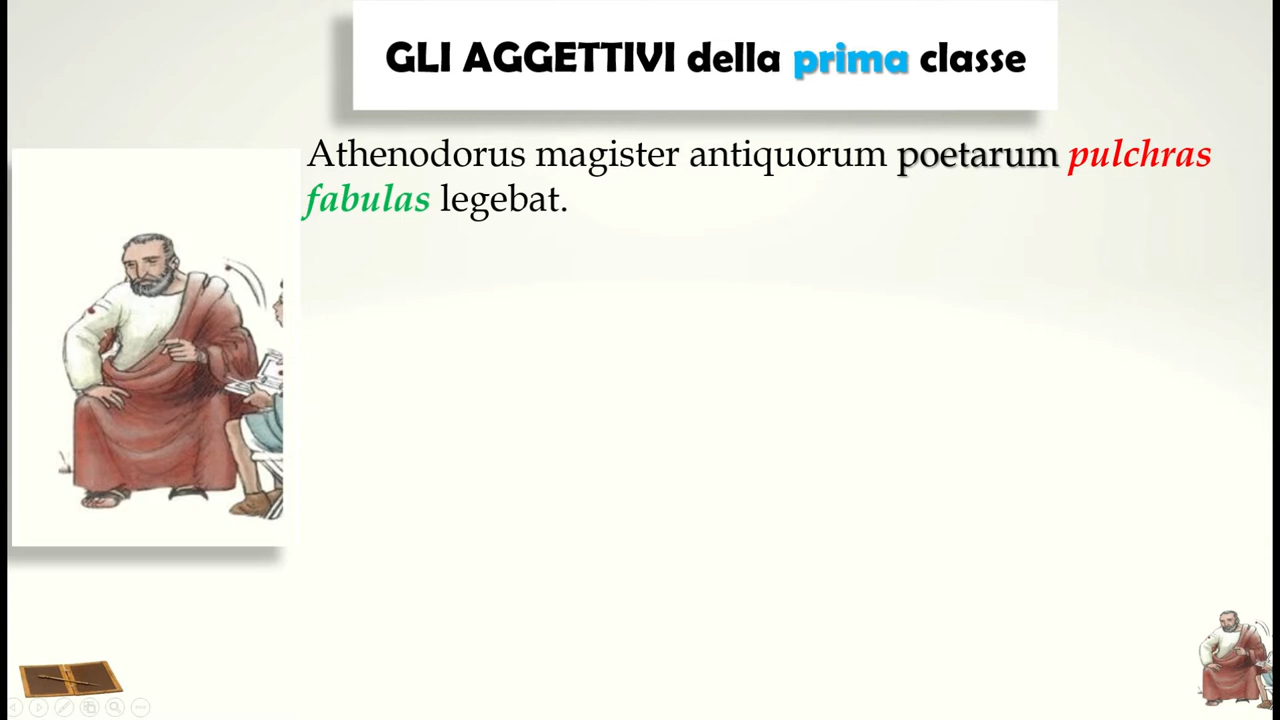 GLI AGGETTIVI della prima classe
Athenodorus magister antiquorum poetarum pulchras
fabulas legebat.